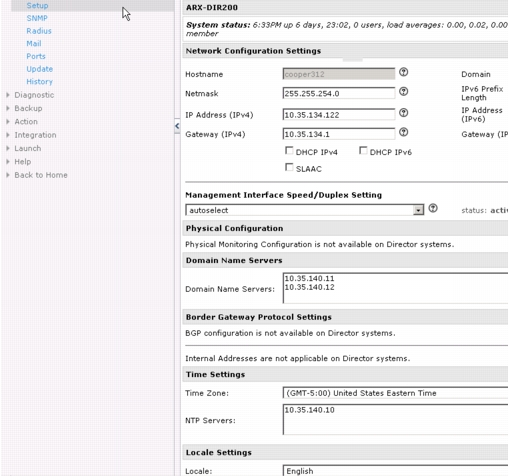 Setup
SNMP
Radius
Mail
Ports
Update
History
Diagnostic
Backup
Action
Integration
Launch
Help
Back to Home
ARX-DIR200
System status: 6:33PM up 6 days, 23:02, 0 users, load averages: 0.00, 0.02, 0.00
member
Network Configuration Settings
Hostname cooper312 Domain
Netmask 255.255.254.0 IPv6 Prefix Length
IP Address (IPv4) 10.35.134.122 IP Address (IPv6)
Gateway (IPv4) 10.35.134.1 Gateway (IP
DHCP IPv4 DHCP IPv6
SLAAC
Management Interface Speed/Duplex Setting
autoselect status: acti
Physical Configuration
Physical Monitoring Configuration is not available on Director systems.
Domain Name Servers
Domain Name Servers: 10.35.140.11
10.35.140.12
Border Gateway Protocol Settings
BGP configuration is not available on Director systems.
Internal Addresses are not applicable on Director systems.
Time Settings
Time Zone: (GMT-5:00) United States Eastern Time
NTP Servers: 10.35.140.10
Locale Settings
Locale: English